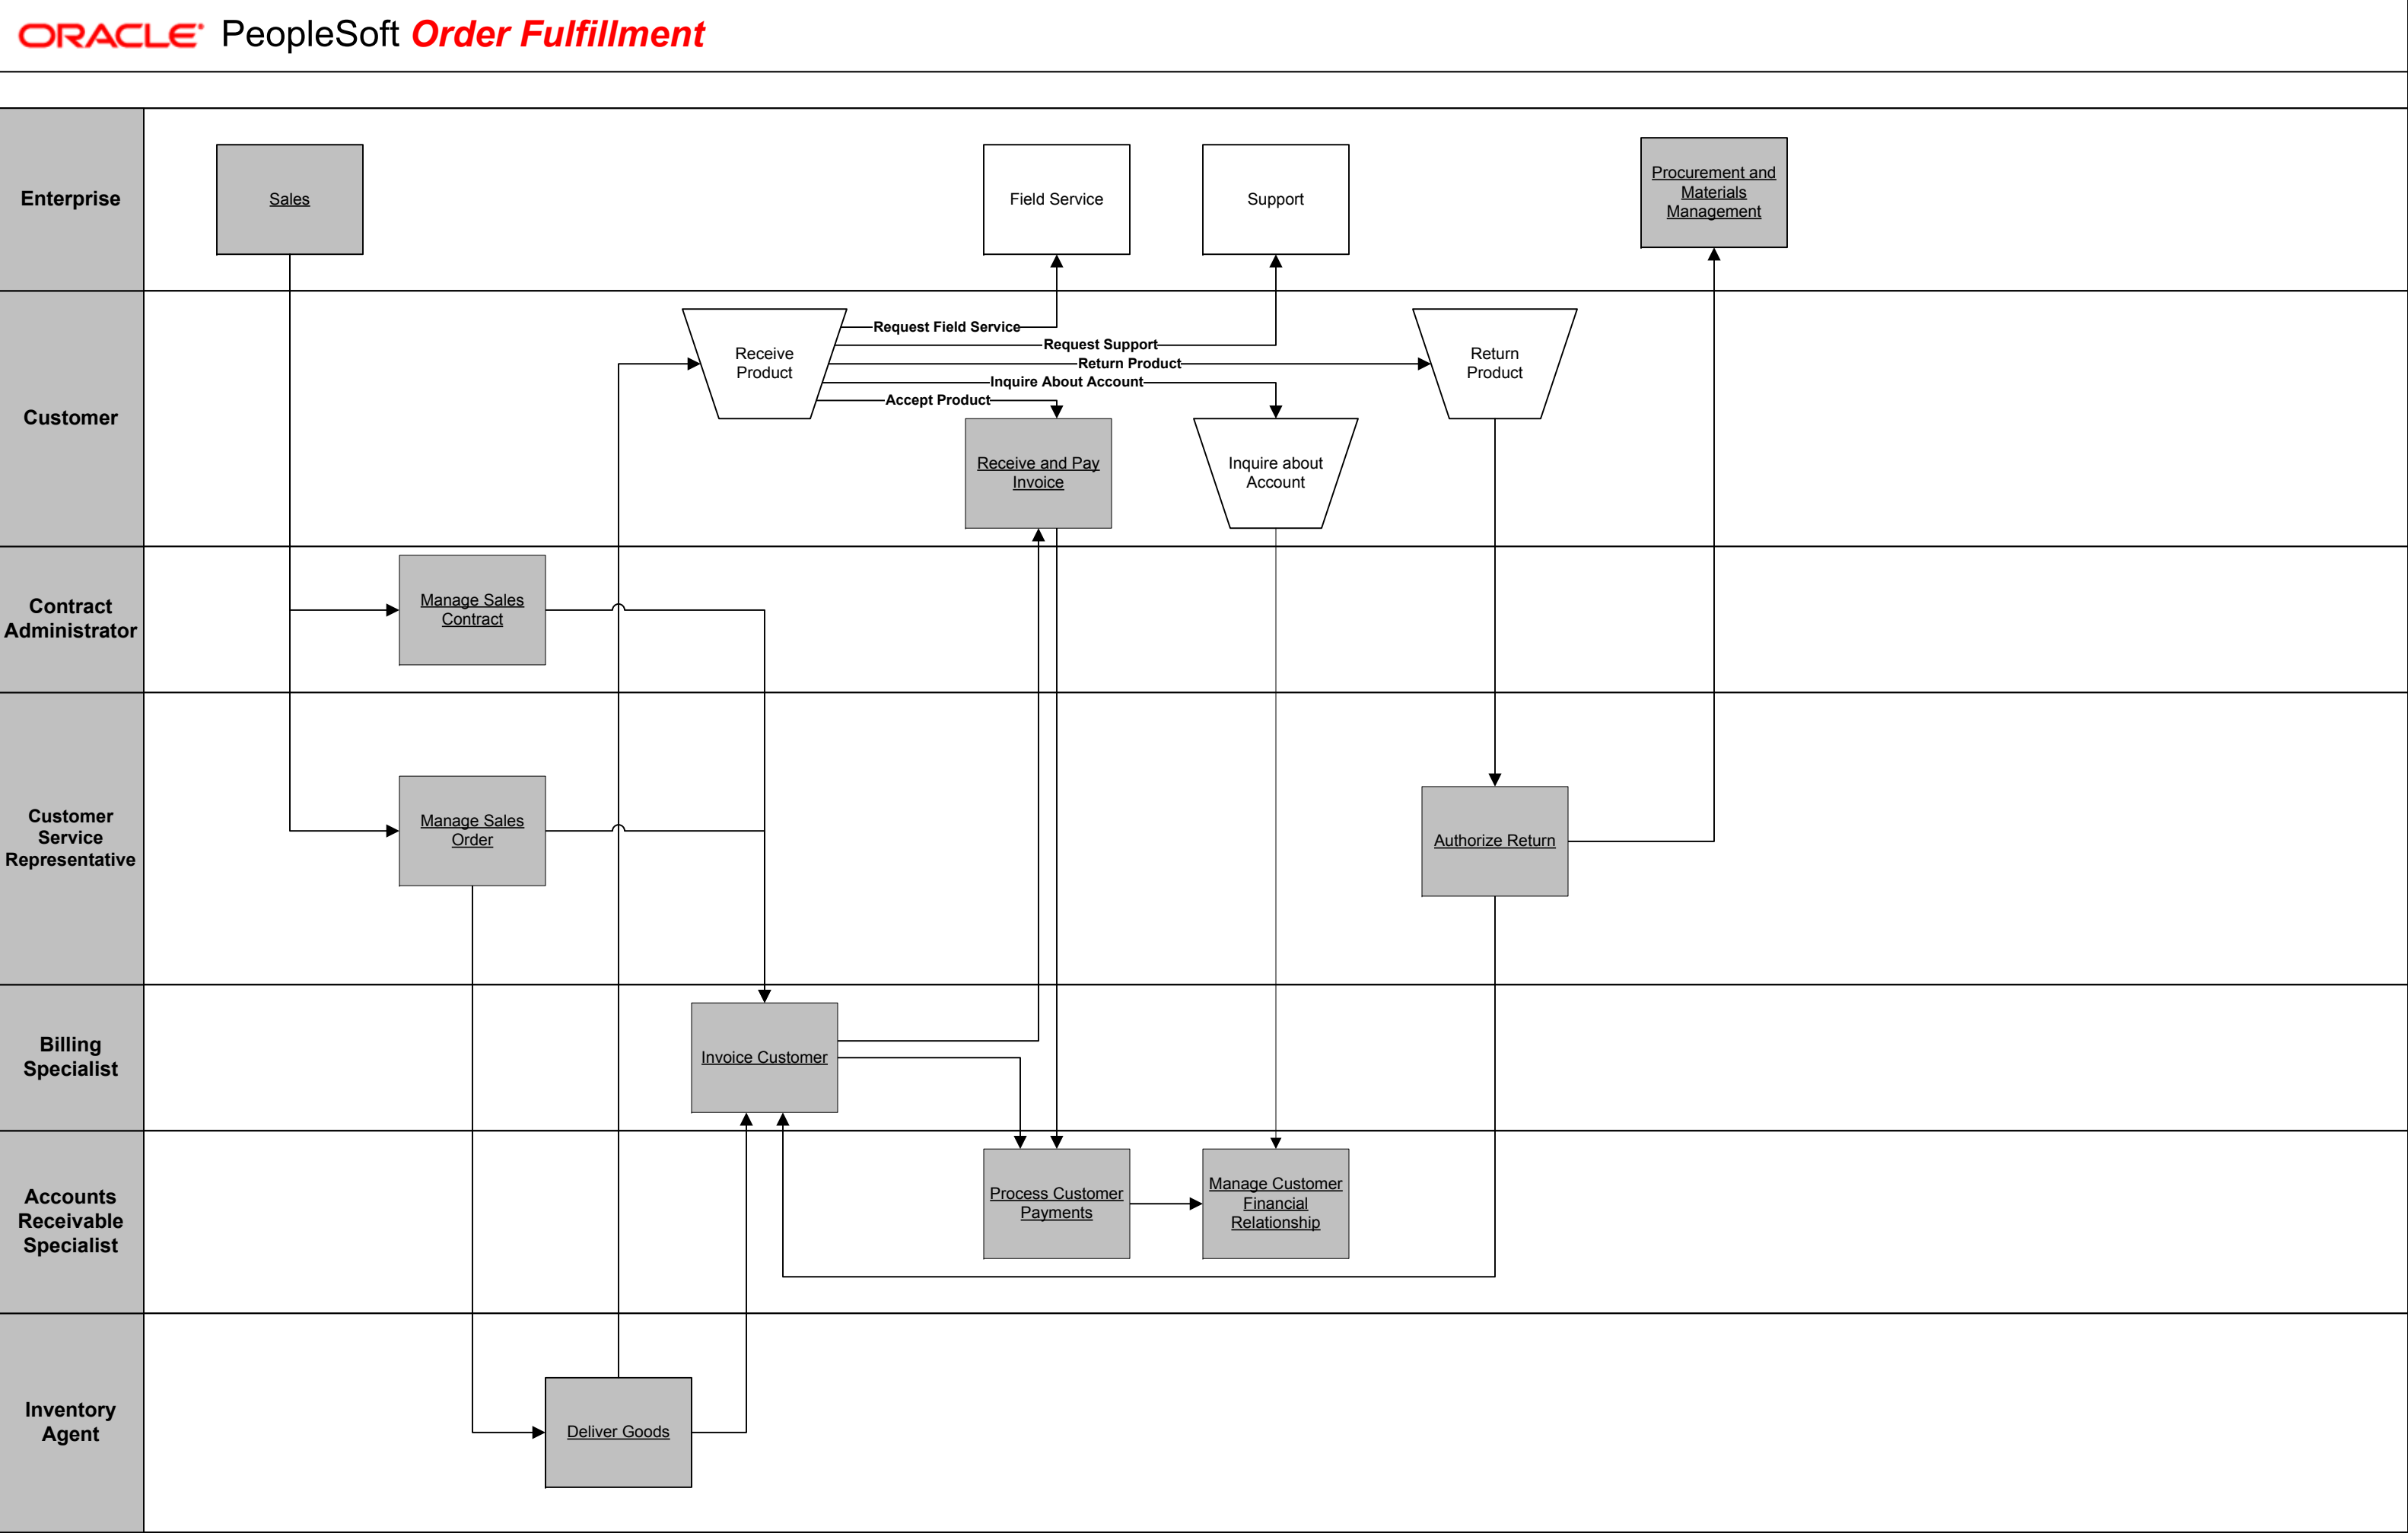 ORACLE® PeopleSoft Order Fulfillment
Enterprise
Sales
Field Service
Support
Procurement and
Materials
Management
Customer
Receive
Product
Request Field Service
Request Support
Return Product
Inquire About Account
Accept Product
Return
Product
Receive and Pay
Invoice
Inquire about
Account
Contract
Administrator
Manage Sales
Contract
Customer
Service
Representative
Manage Sales
Order
Authorize Return
Billing
Specialist
Invoice Customer
Accounts
Receivable
Specialist
Process Customer
Payments
Manage Customer
Financial
Relationship
Inventory
Agent
Deliver Goods